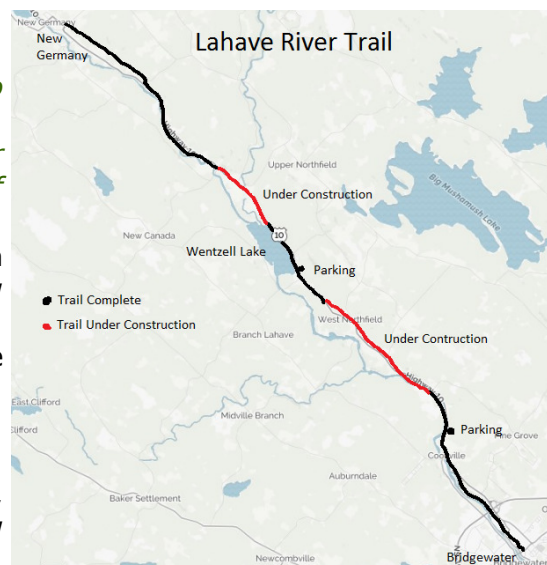 Lahave River Trail
New Germany
New
Germany
Highway 10
Upper Northfield
Under Construction
Big Mushamush Lake
New Canada
10
Wentzell Lake
Parking
Trail Complete
Trail Under Construction
West Northfield
Branch Lahave
Under Contruction
Highway 10
East Clifford
Clifford
Midville Branch
Parking
Pine Grove
Cookville
Auburndale
Baker Settlement
Bridgewater
Newcombville